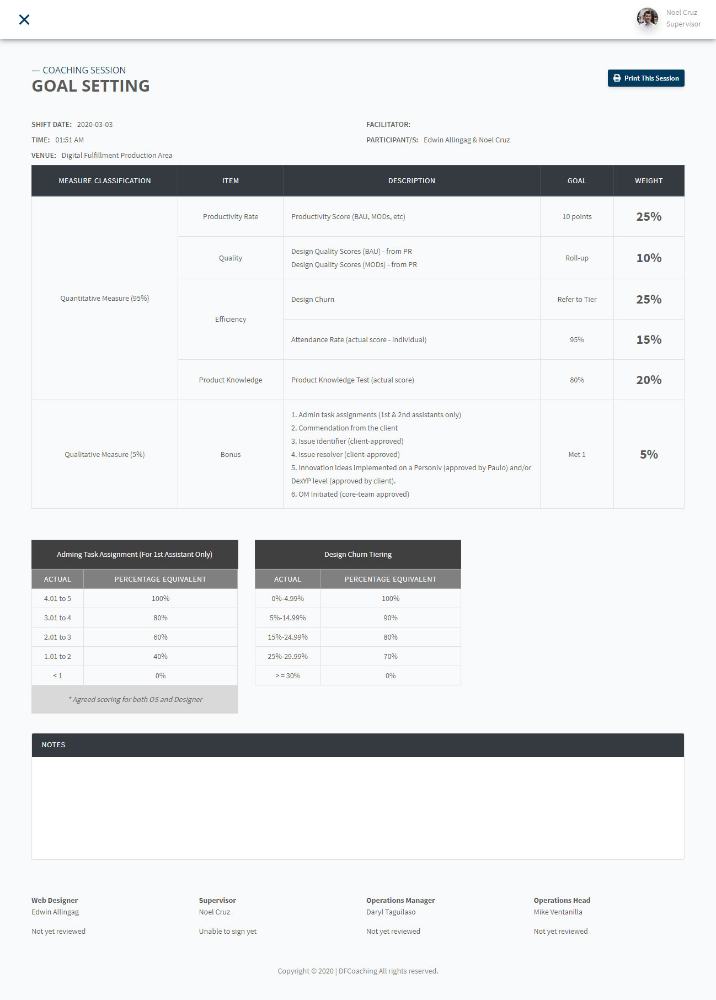 Noel Cruz
Supervisor
— COACHING SESSION
GOAL SETTING
Print This Session
SHIFT DATE: 2020-03-03
TIME: 01:51 AM
VENUE: Digital Fulfillment Production Area
FACILITATOR:
PARTICIPANT/S: Edwin Allingag & Noel Cruz
MEASURE CLASSIFICATION ITEM DESCRIPTION GOAL WEIGHT
Quantitative Measure (95%)
Productivity Rate Productivity Score (BAU, MODs, etc) 10 points 25%
Quality
Design Quality Scores (BAU) - from PR
Design Quality Scores (MODs) - from PR
Roll-up 10%
Efficiency
Design Churn Refer to Tier 25%
Attendance Rate (actual score - individual) 95% 15%
Product Knowledge Product Knowledge Test (actual score) 80% 20%
Qualitative Measure (5%) Bonus
1. Admin task assignments (1st & 2nd assistants only)
2. Commendation from the client
3. Issue identifier (client-approved)
4. Issue resolver (client-approved)
5. Innovation ideas implemented on a Personiv (approved by Paulo) and/or
DexYP level (approved by client).
6. OM Initiated (core-team approved)
Met 1 5%
Adming Task Assignment (For 1st Assistant Only)
ACTUAL PERCENTAGE EQUIVALENT
4.01 to 5 100%
3.01 to 4 80%
2.01 to 3 60%
1.01 to 2 40%
< 1 0%
* Agreed scoring for both OS and Designer
Design Churn Tiering
ACTUAL PERCENTAGE EQUIVALENT
0%-4.99% 100%
5%-14.99% 90%
15%-24.99% 80%
25%-29.99% 70%
> = 30% 0%
NOTES
Web Designer
Edwin Allingag
Not yet reviewed
Supervisor
Noel Cruz
Unable to sign yet
Operations Manager
Daryl Taguilaso
Not yet reviewed
Operations Head
Mike Ventanilla
Not yet reviewed
Copyright © 2020 | DFCoaching All rights reserved.